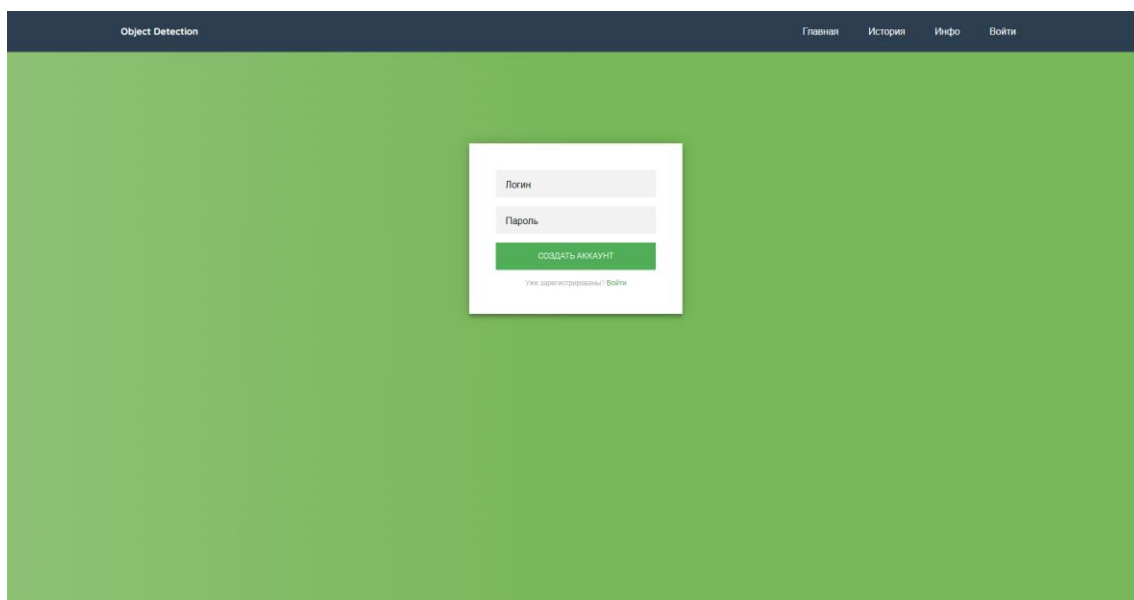 Object Detection Главная История Инфо Войти
Логин
Пароль
СОЗДАТЬ АККАУНТ
Уже зарегистрированы? Войти